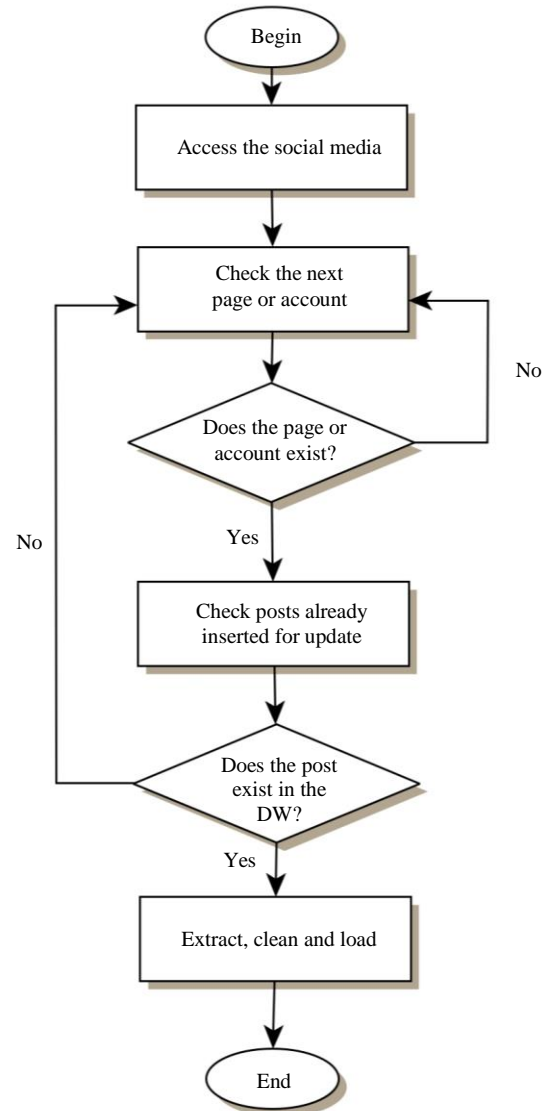 Begin
Access the social media
Check the next
page or account
No
Does the page or
account exist?
Yes
No
Check posts already
inserted for update
Does the post
exist in the
DW?
Yes
Extract, clean and load
End